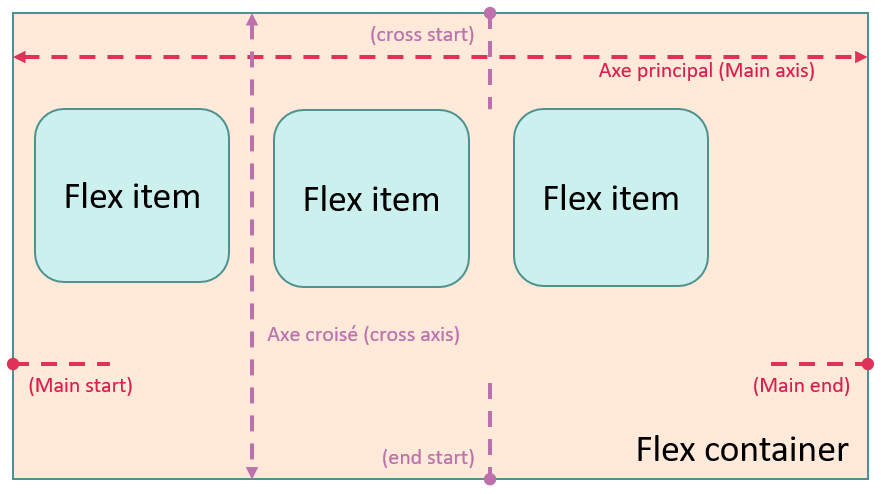 (cross start)
Axe principal (Main axis)
Flex item
Flex item
Flex item
Axe croisé (cross axis)
(Main start)
(Main end)
(end start)
Flex container